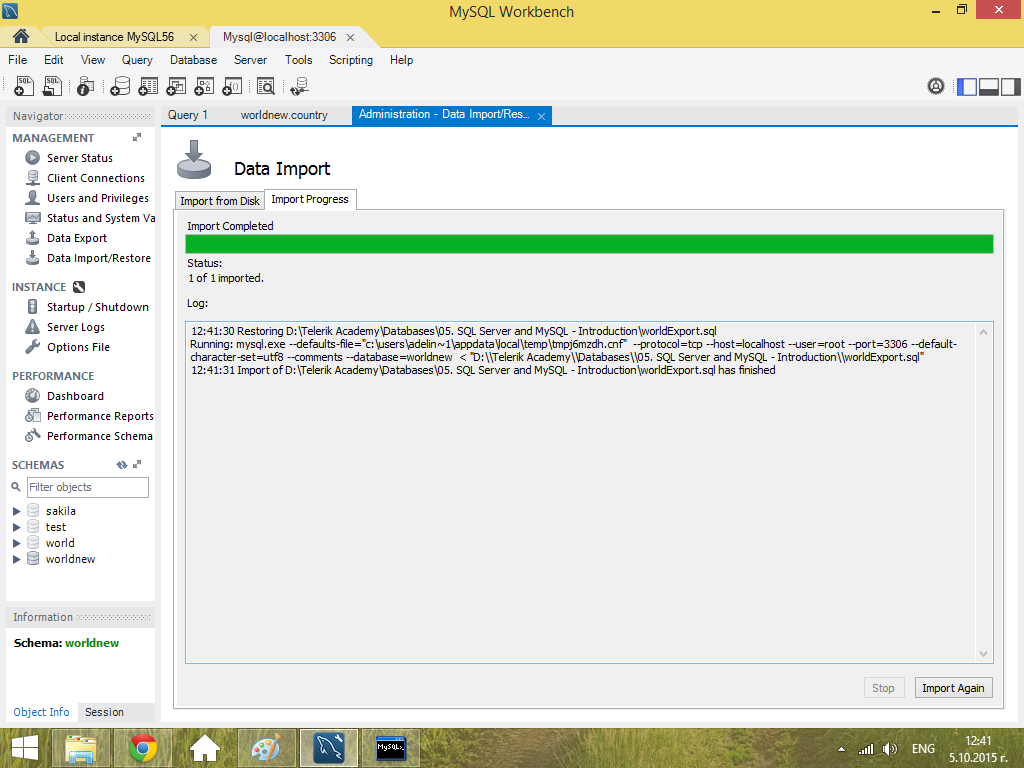 MySQL Workbench
Local instance MySQL56
Mysql@localhost:3306
File Edit View Query Database Server Tools Scripting Help
Navigator
MANAGEMENT
Server Status
Client Connections
Users and Privileges
Status and System Va
Data Export
Data Import/Restore
INSTANCE
Startup / Shutdown
Server Logs
Options File
PERFORMANCE
Dashboard
Performance Reports
Performance Schema
SCHEMAS
Filter objects
sakila
test
world
worldnew
Information
Schema: worldnew
Object Info Session
Query 1 worldnew.country Administration - Data Import/Res...
Data Import
Import from Disk Import Progress
Import Completed
Status:
1 of 1 imported.
Log:
12:41:30 Restoring D:\Telerik Academy\Databases\05. SQL Server and MySQL - Introduction\worldExport.sql
Running: mysql.exe --defaults-file="c:\users\adelin~1\appdata\local\temp\tmpj6mzdh.cnf" --protocol=tcp --host=localhost --user=root --port=3306 --default-
character-set=utf8 --comments --database=worldnew < "D:\\Telerik Academy\\Databases\\05. SQL Server and MySQL - Introduction\\worldExport.sql"
12:41:31 Import of D:\Telerik Academy\Databases\05. SQL Server and MySQL - Introduction\worldExport.sql has finished
Stop Import Again
ENG
12:41
5.10.2015 г.